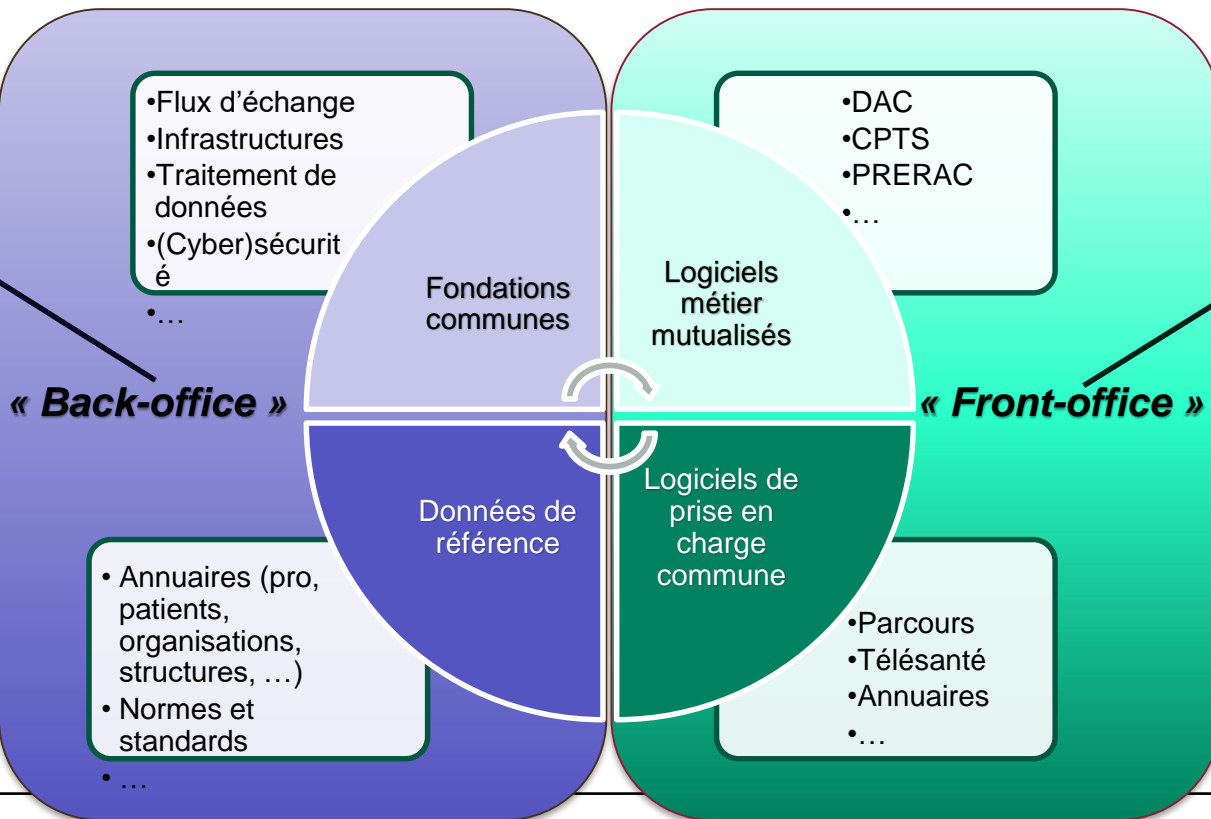 •Flux d’échange
•Infrastructures
•Traitement de
données
•(Cyber)sécurit
é
•…
•DAC
•CPTS
•PRERAC
•…
Fondations
communes
Logiciels
métier
mutualisés
« Back-office »
« Front-office »
Données de
référence
Logiciels de
prise en
charge
commune
• Annuaires (pro,
patients,
organisations,
structures, …)
• Normes et
standards
• …
•Parcours
•Télésanté
•Annuaires
•…